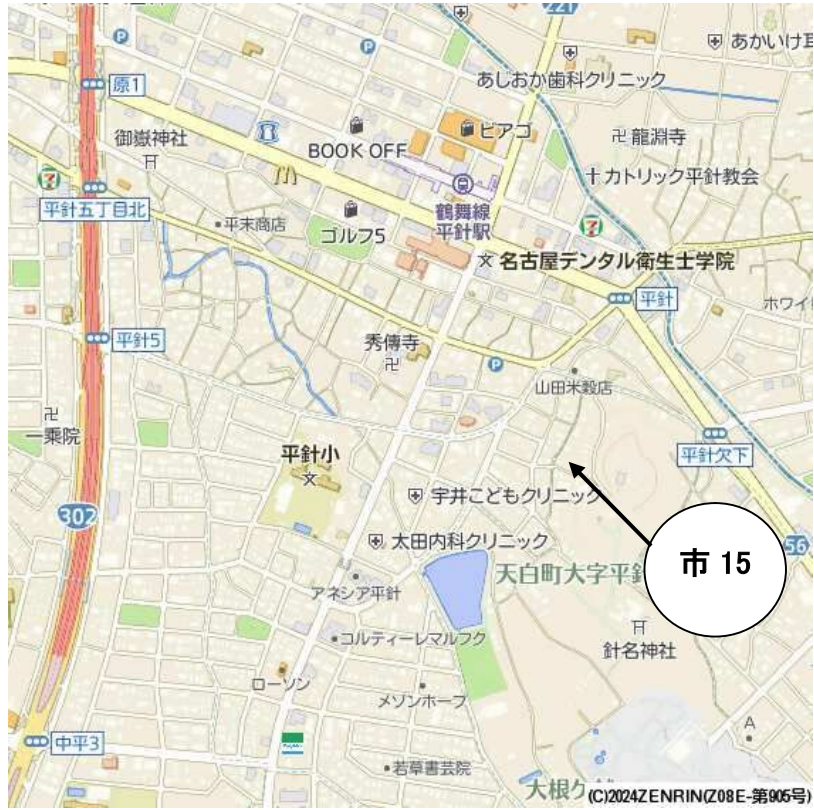 221
あかいけ耳
原1
あしおか歯科クリニック
ピアゴ
御嶽神社
BOOK OFF
龍淵寺
カトリック平針教会
平針五丁目北
平末商店
ゴルフ5
鶴舞線
平針駅
名古屋デンタル衛生士学院
平針
ホワイ
平針5
秀傳寺
山田米穀店
一乗院
平針小
平針欠下
宇井こどもクリニック
302
太田内科クリニック
56
市 15
天白町大字平針
アネシア平針
コルティーレマルフク
針名神社
ローソン
メゾンホープ
A
中平3
若草書芸院
大根ケ
(C)2024ZENRIN(Z08E-第905号)